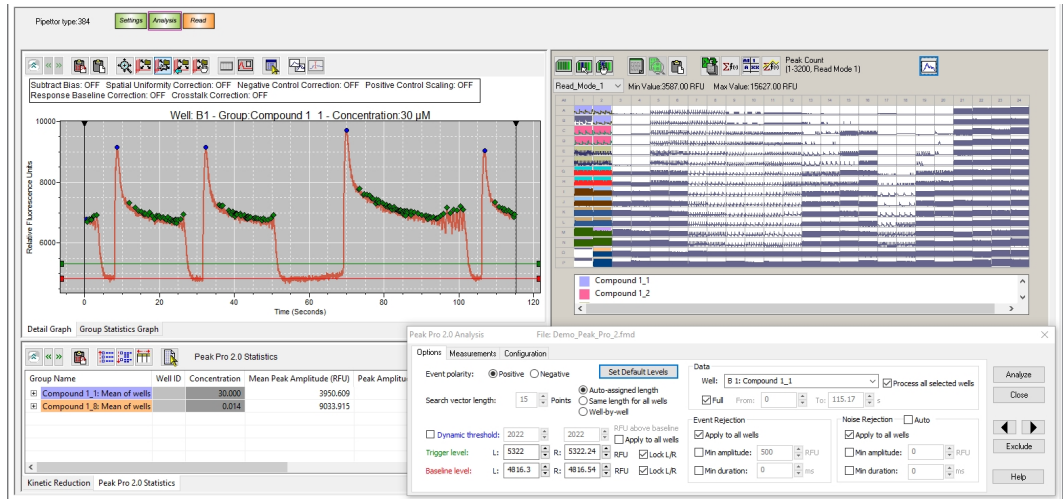 Pipettor type: 384 Settings Analysis Read
Subtract Bias: OFF Spatial Uniformity Correction: OFF Negative Control Correction: OFF Positive Control Scaling: OFF
Response Baseline Correction: OFF Crosstalk Correction: OFF
Well: B1 - Group:Compound 1_1 - Concentration:30 µM
10000
8000
6000
Relative Fluorescence Units
0 20 40 60 80 100 120
Time (Seconds)
Detail Graph Group Statistics Graph
Peak Count
(1-3200, Read Mode 1)
Read_Mode_1 Min Value:3587.00 RFU Max Value:15627.00 RFU
Compound 1_1
Compound 1_2
Peak Pro 2.0 Statistics
Group Name Well ID Concentration Mean Peak Amplitude (RFU) Peak Amplitu
Compound 1_1: Mean of wells 30.000 3950.609
Compound 1_8: Mean of wells 0.014 9033.915
Kinetic Reduction Peak Pro 2.0 Statistics
Peak Pro 2.0 Analysis File: Demo_Peak_Pro_2.fmd
Options Measurements Configuration
Event polarity: Positive Negative Set Default Levels
Search vector length: 15 Points
Auto-assigned length
Same length for all wells
Well-by-well
Dynamic threshold: 2022 2022 RFU above baseline
Apply to all wells
Trigger level: L: 5322 R: 5322.24 RFU Lock L/R
Baseline level: L: 4816.3 R: 4816.54 RFU Lock L/R
Data
Well: B 1: Compound 1_1 Process all selected wells
Full From: 0 To: 115.17 s
Event Rejection
Apply to all wells
Min amplitude: 500 RFU
Min duration: 0 ms
Noise Rejection Auto
Apply to all wells
Min amplitude: 0 RFU
Min duration: 0 ms
Analyze
Close
Exclude
Help